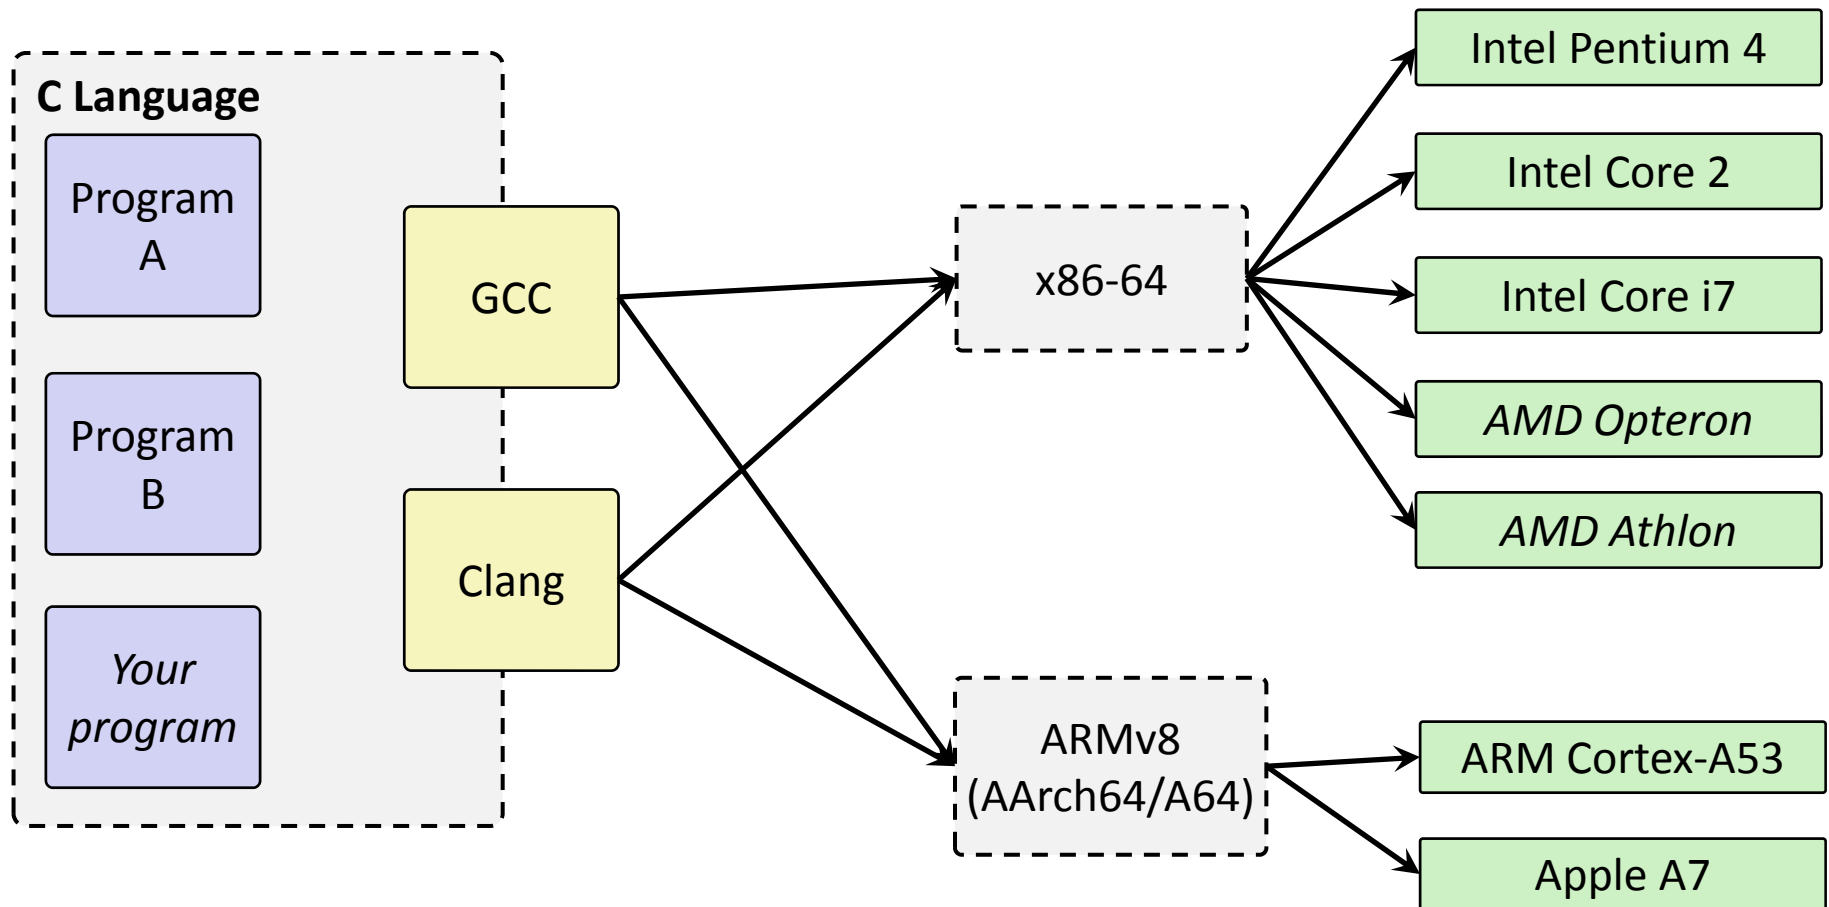 C Language
Program
A
Program
B
Your
program
GCC
Clang
x86-64
ARMv8
(AArch64/A64)
Intel Pentium 4
Intel Core 2
Intel Core i7
AMD Opteron
AMD Athlon
ARM Cortex-A53
Apple A7